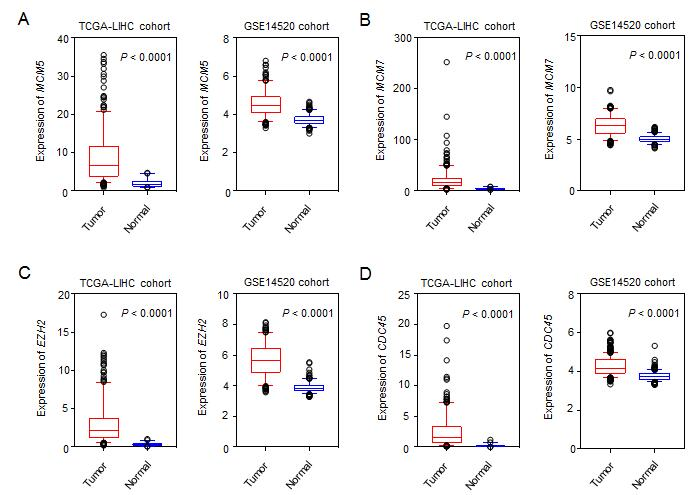 A
TCGA-LIHC cohort
Expression of MCM5
P < 0.0001
40
30
20
10
0
Tumor
Normal
GSE14520 cohort
Expression of MCM5
P < 0.0001
8
6
4
2
0
Tumor
Normal
B
TCGA-LIHC cohort
Expression of MCM7
P < 0.0001
300
200
100
0
Tumor
Normal
GSE14520 cohort
Expression of MCM7
P < 0.0001
15
10
5
0
Tumor
Normal
C
TCGA-LIHC cohort
Expression of EZH2
P < 0.0001
20
15
10
5
0
Tumor
Normal
GSE14520 cohort
Expression of EZH2
P < 0.0001
10
8
6
4
2
0
Tumor
Normal
D
TCGA-LIHC cohort
Expression of CDC45
P < 0.0001
25
20
15
10
5
0
Tumor
Normal
GSE14520 cohort
Expression of CDC45
P < 0.0001
8
6
4
2
0
Tumor
Normal